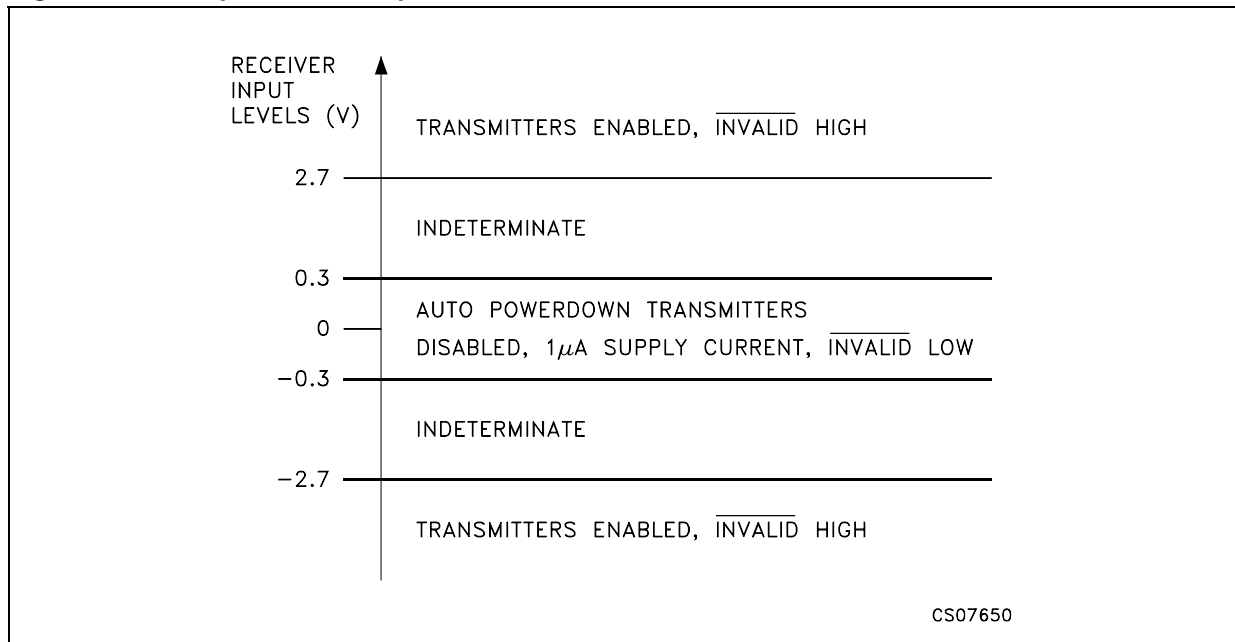 RECEIVER
INPUT
LEVELS (V)
TRANSMITTERS ENABLED, INVALID HIGH
2.7
INDETERMINATE
0.3
AUTO POWERDOWN TRANSMITTERS
0
DISABLED, 1μA SUPPLY CURRENT, INVALID LOW
−0.3
INDETERMINATE
−2.7
TRANSMITTERS ENABLED, INVALID HIGH
CS07650